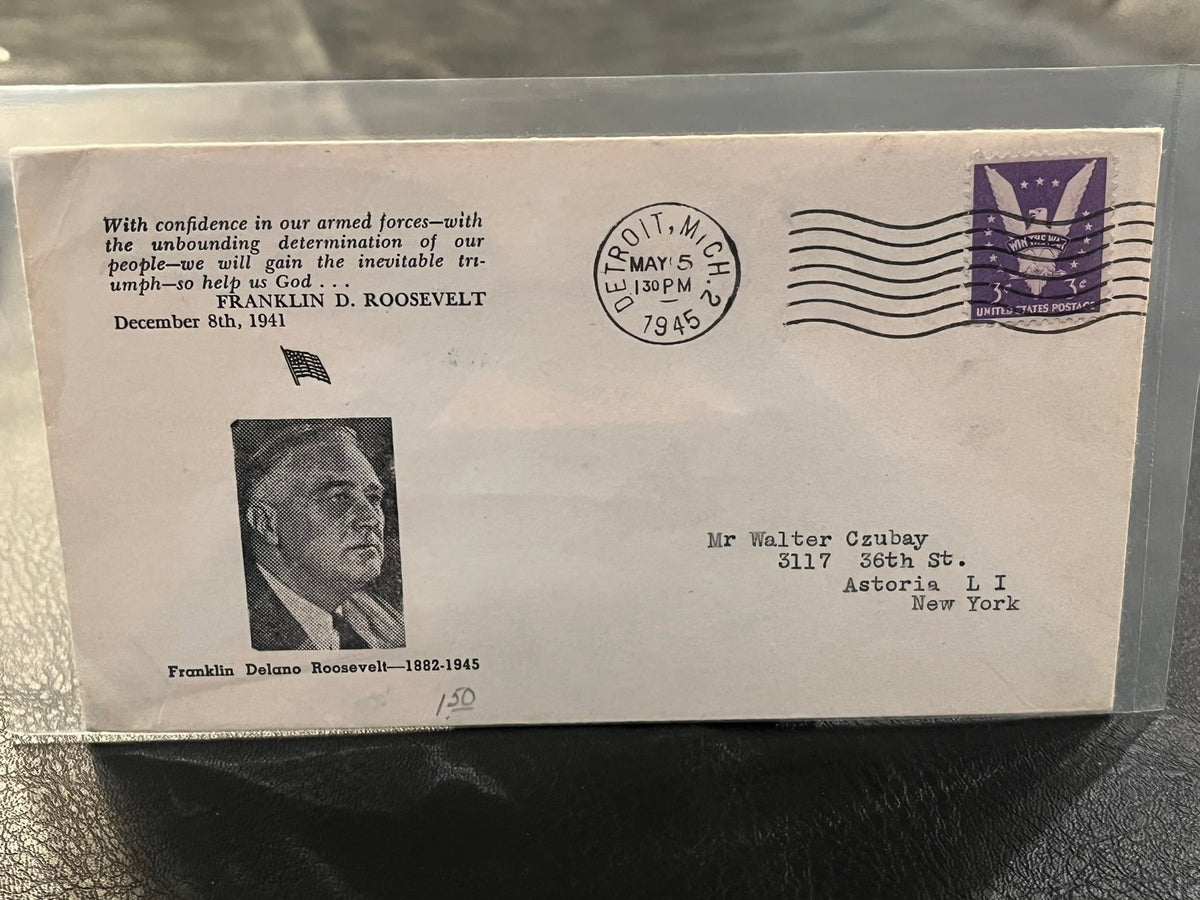 With confidence in our armed forces—with
the unbounding determination of our
people—we will gain the inevitable tri-
umph—so help us God . . .
FRANKLIN D. ROOSEVELT
December 8th, 1941
DETROIT, MICH. 2
MAY 5
1 30 PM
1945
WIN THE WAR
3¢ 3¢
UNITED STATES POSTAGE
Mr Walter Czubay
3117 36th St.
Astoria L I
New York
Franklin Delano Roosevelt—1882-1945
1.50